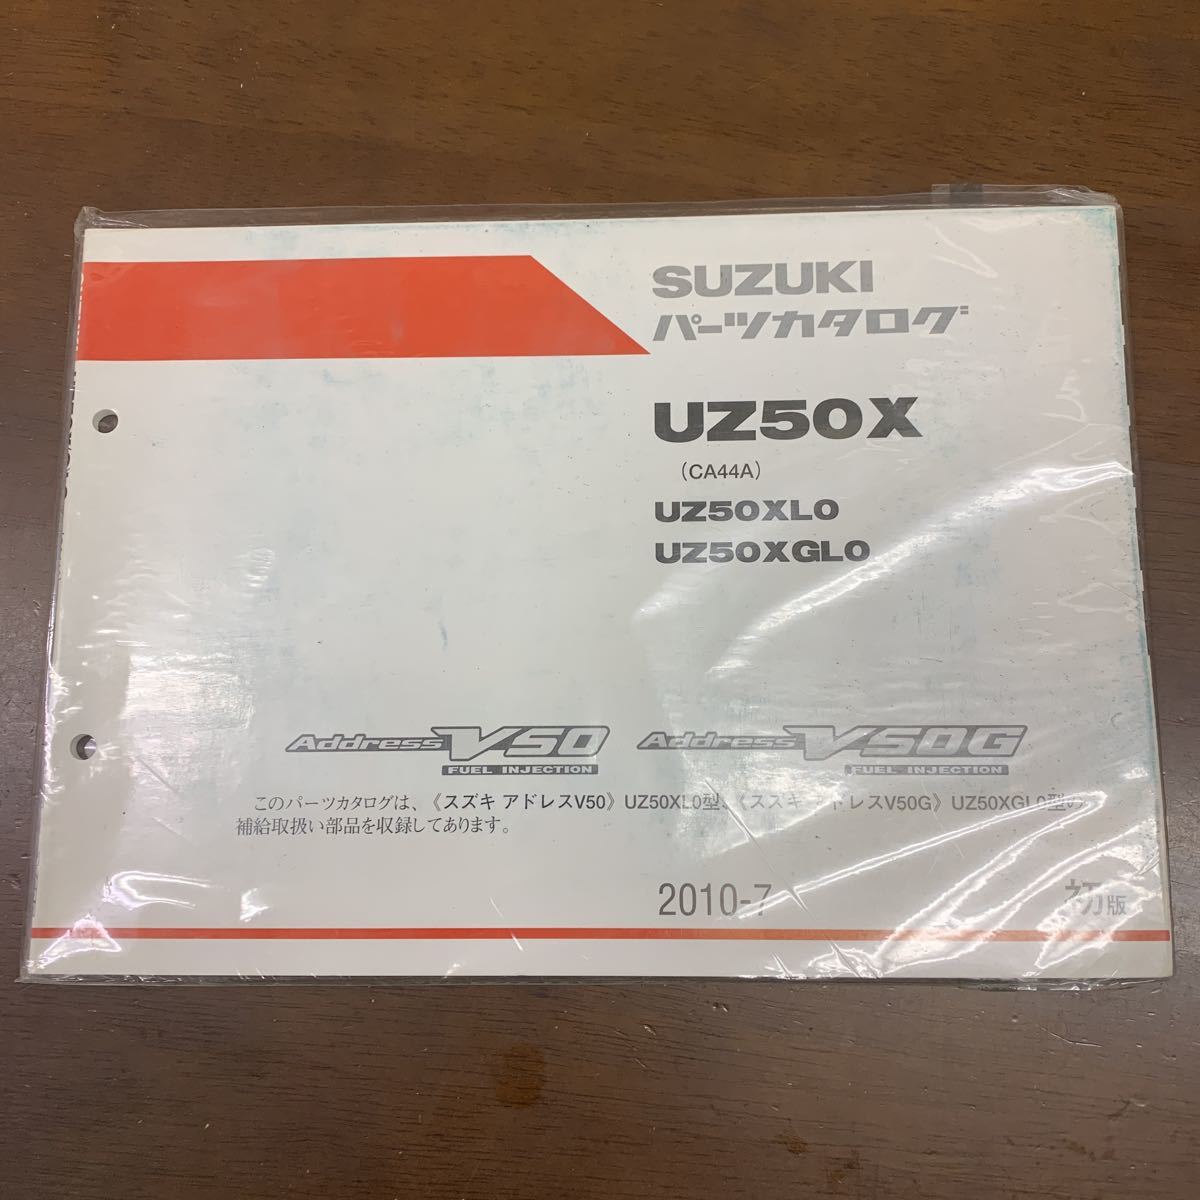 SUZUKI
パーツカタログ
UZ50X
（CA44A）
UZ50XL0
UZ50XGL0
Address V50
FUEL INJECTION
Address V50G
FUEL INJECTION
このパーツカタログは、《スズキ アドレスV50》UZ50XL0型、《スズキ アドレスV50G》UZ50XGL0型の
補給取扱い部品を収録してあります。
2010-7
初版